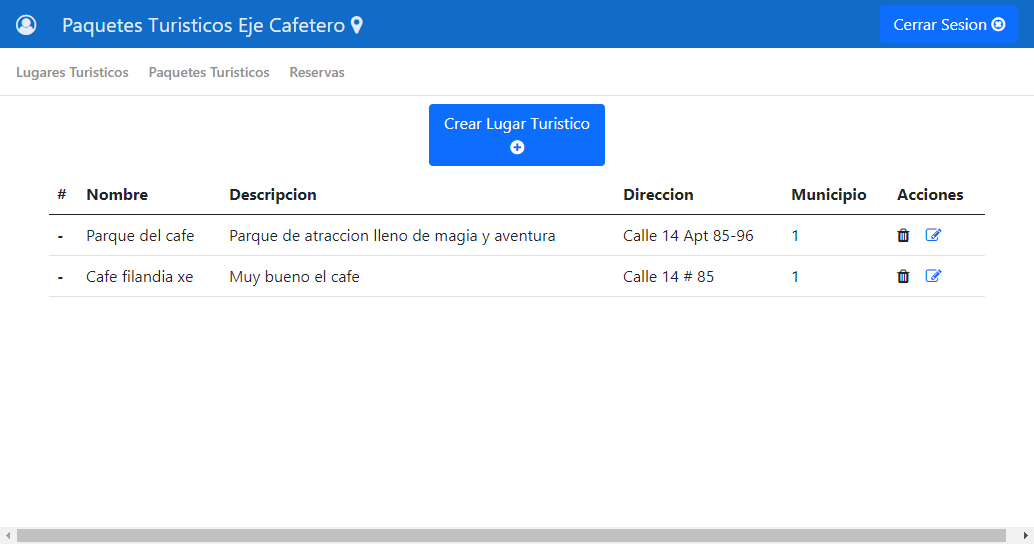 Paquetes Turisticos Eje Cafetero
Cerrar Sesion
Lugares Turisticos Paquetes Turisticos Reservas
Crear Lugar Turistico
# Nombre Descripcion Direccion Municipio Acciones
- Parque del cafe Parque de atraccion lleno de magia y aventura Calle 14 Apt 85-96 1
- Cafe filandia xe Muy bueno el cafe Calle 14 # 85 1